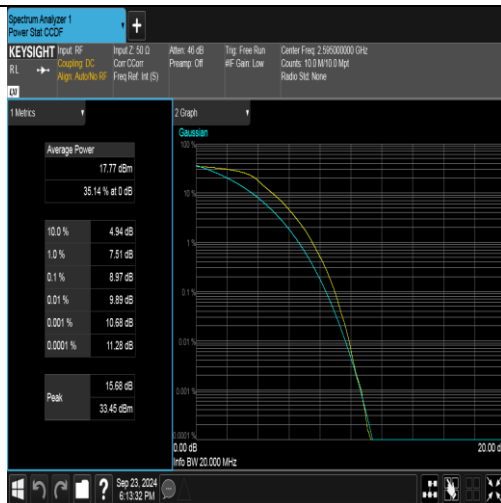 Spectrum Analyzer 1
Power Stat CCDF
+
KEYSIGHT
RL
LXI
Input: RF
Coupling: DC
Align: Auto/No RF
Input Z: 50 Ω
Corr CCorr
Freq Ref: Int (S)
Atten: 46 dB
Preamp: Off
Trig: Free Run
#IF Gain: Low
Center Freq: 2.595000000 GHz
Counts: 10.0 M/10.0 Mpt
Radio Std: None
1 Metrics
Average Power
17.77 dBm
35.14 % at 0 dB
10.0 % 4.94 dB
1.0 % 7.51 dB
0.1 % 8.97 dB
0.01 % 9.89 dB
0.001 % 10.68 dB
0.0001 % 11.28 dB
Peak
15.68 dB
33.45 dBm
2 Graph
Gaussian
100 %
10 %
1 %
0.1 %
0.01 %
0.001 %
0.0001 %
0.00 dB
20.00 d
Info BW 20.000 MHz
?
Sep 23, 2024
6:13:32 PM